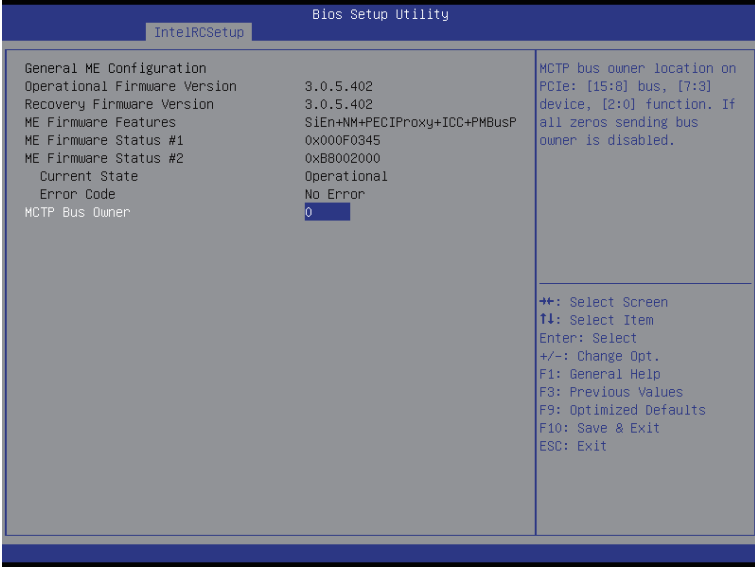 Bios Setup Utility
IntelRCSetup
General ME Configuration
Operational Firmware Version 3.0.5.402
Recovery Firmware Version 3.0.5.402
ME Firmware Features SiEn+NM+PECIProxy+ICC+PMBusP
ME Firmware Status #1 0x000F0345
ME Firmware Status #2 0xB8002000
Current State Operational
Error Code No Error
MCTP Bus Owner 0
MCTP bus owner location on
PCIe: [15:8] bus, [7:3]
device, [2:0] function. If
all zeros sending bus
owner is disabled.
→←: Select Screen
↑↓: Select Item
Enter: Select
+/-: Change Opt.
F1: General Help
F3: Previous Values
F9: Optimized Defaults
F10: Save & Exit
ESC: Exit